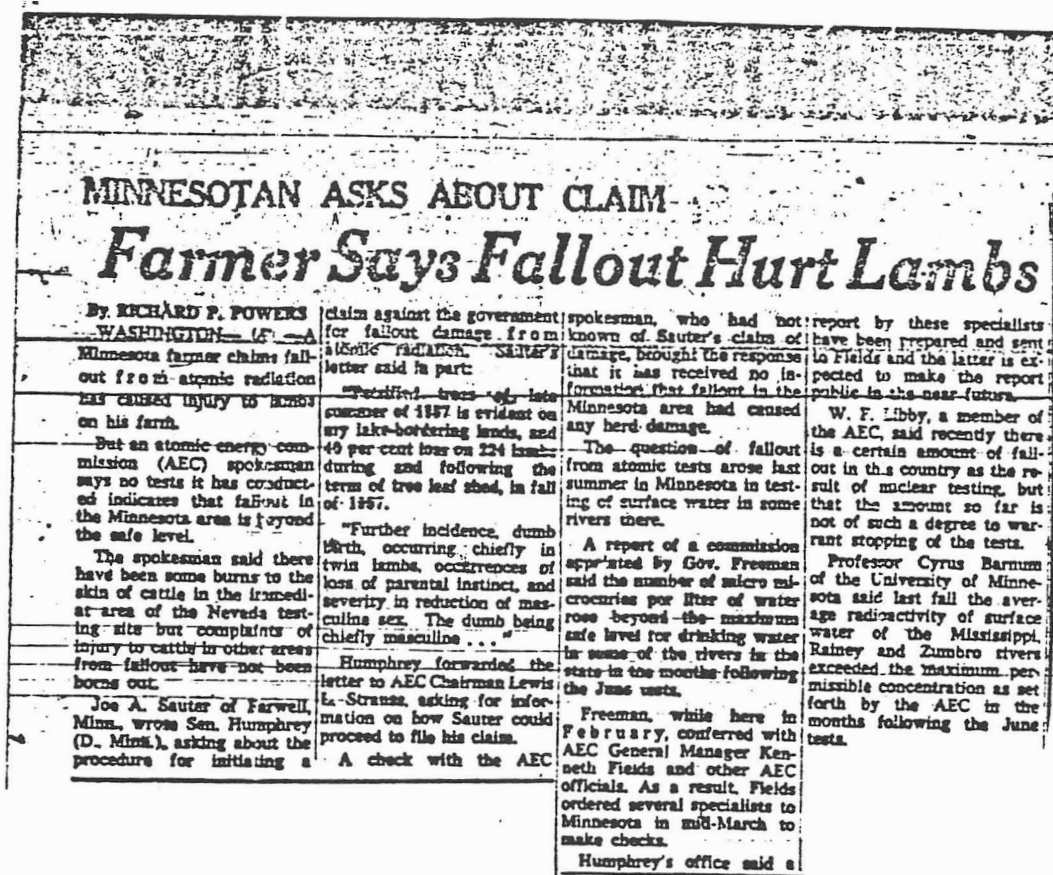 MINNESOTAN ASKS ABOUT CLAIM
Farmer Says Fallout Hurt Lambs
By RICHARD P. POWERS
WASHINGTON— (P) —A
Minnesota farmer claims fall-
out from atomic radiation
has caused injury to lambs
on his farm.
But an atomic energy com-
mission (AEC) spokesman
says no tests it has conduct-
ed indicates that fallout in
the Minnesota area is beyond
the safe level.
The spokesman said there
have been some burns to the
skin of cattle in the immedi-
at area of the Nevada test-
ing site but complaints of
injury to cattle in other areas
from fallout have not been
borne out.
Joe A. Sauter of Farwell,
Minn., wrote Sen. Humphrey
(D., Minn.), asking about the
procedure for initiating a
claim against the government
for fallout damage from
atomic radiation. Sauter's
letter said in part:
"Petrified trees of late
summer of 1957 is evident on
my lake-bordering lands, and
40 per cent loss on 224 lambs
during and following the
term of tree leaf shed, in fall
of 1957.
"Further incidence, dumb
birth, occurring chiefly in
twin lambs, occurrences of
loss of parental instinct, and
severity in reduction of mas-
culine sex. The dumb being
chiefly masculine . . ."
Humphrey forwarded the
letter to AEC Chairman Lewis
L. Strauss, asking for infor-
mation on how Sauter could
proceed to file his claim.
A check with the AEC
spokesman, who had not
known of Sauter's claim of
damage, brought the response
that it has received no in-
formation that fallout in the
Minnesota area had caused
any herd damage.
The question of fallout
from atomic tests arose last
summer in Minnesota in test-
ing of surface water in some
rivers there.
A report of a commission
appointed by Gov. Freeman
said the number of micro mi-
crocuries per liter of water
rose beyond the maximum
safe level for drinking water
in some of the rivers in the
state in the months following
the June tests.
Freeman, while here in
February, conferred with
AEC General Manager Ken-
neth Fields and other AEC
officials. As a result, Fields
ordered several specialists to
Minnesota in mid-March to
make checks.
Humphrey's office said a
report by these specialists
have been prepared and sent
to Fields and the latter is ex-
pected to make the report
public in the near future.
W. F. Libby, a member of
the AEC, said recently there
is a certain amount of fall-
out in this country as the re-
sult of nuclear testing, but
that the amount so far is
not of such a degree to war-
rant stopping of the tests.
Professor Cyrus Barnum
of the University of Minne-
sota said last fall the aver-
age radioactivity of surface
water of the Mississippi,
Rainey and Zumbro rivers
exceeded the maximum per-
missible concentration as set
forth by the AEC in the
months following the June
tests.